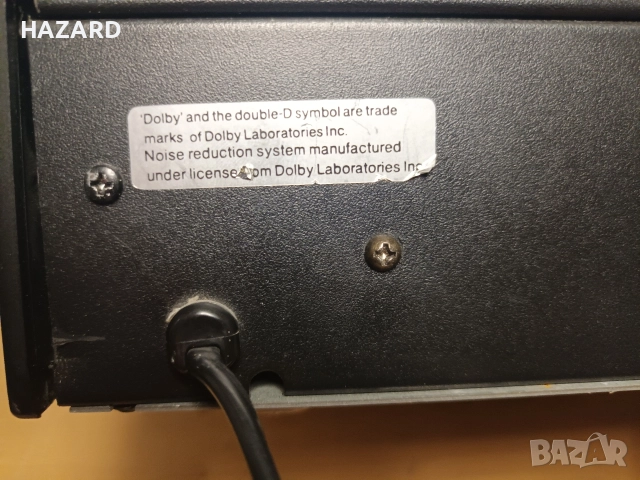 HAZARD
'Dolby' and the double-D symbol are trade
marks of Dolby Laboratories Inc.
Noise reduction system manufactured
under license from Dolby Laboratories Inc
BAZAR